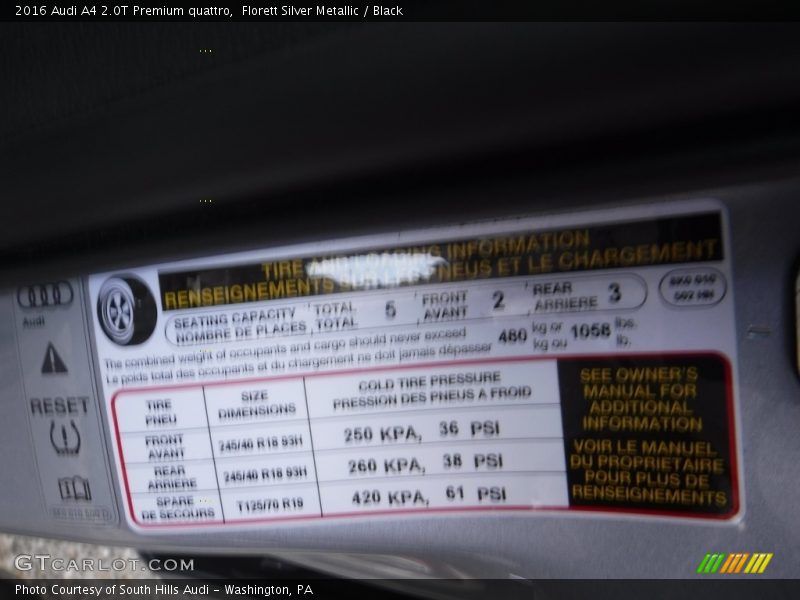 2016 Audi A4 2.0T Premium quattro,  Florett Silver Metallic / Black
TIRE AND LOADING INFORMATION
RENSEIGNEMENTS SUR LES PNEUS ET LE CHARGEMENT
SEATING CAPACITY TOTAL 5 FRONT 2 REAR 3
NOMBRE DE PLACES TOTAL AVANT ARRIERE
The combined weight of occupants and cargo should never exceed 480 kg or 1058 lbs.
Le poids total des occupants et du chargement ne doit jamais dépasser kg ou lb.
Audi
RESET
TIRE SIZE COLD TIRE PRESSURE
PNEU DIMENSIONS PRESSION DES PNEUS A FROID
FRONT
AVANT 245/40 R18 93H 250 KPA, 36 PSI
REAR
ARRIERE 245/40 R18 93H 260 KPA, 38 PSI
SPARE
DE SECOURS T125/70 R19 420 KPA, 61 PSI
SEE OWNER'S
MANUAL FOR
ADDITIONAL
INFORMATION
VOIR LE MANUEL
DU PROPRIETAIRE
POUR PLUS DE
RENSEIGNEMENTS
GTCARLOT.COM
Photo Courtesy of South Hills Audi - Washington, PA